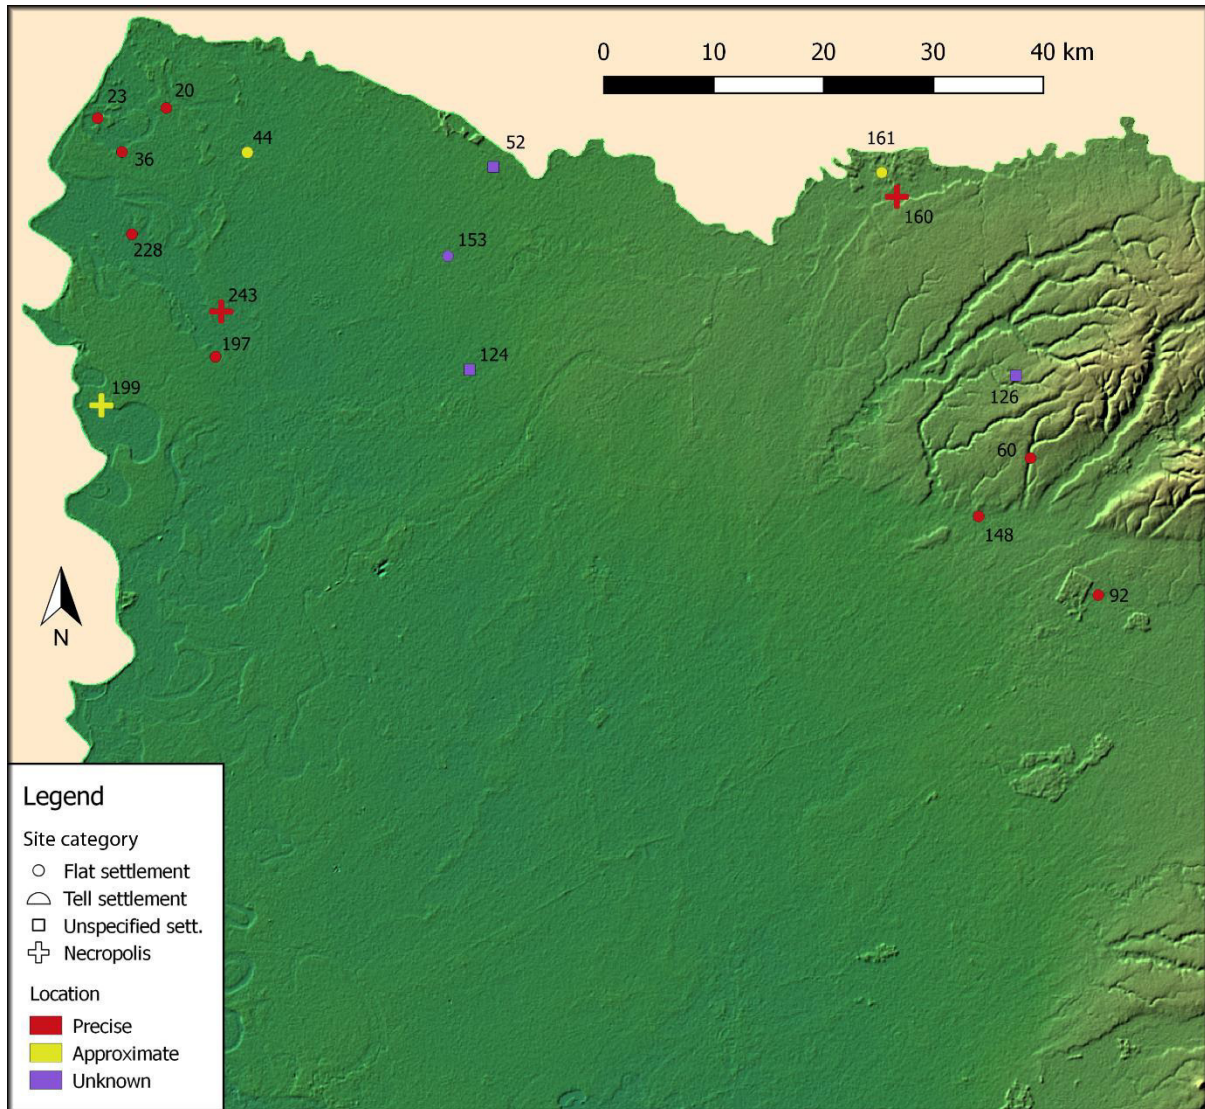 0 10 20 30 40 km
23
20
36
44
52
161
160
228
153
243
197
124
199
126
60
148
92
N
Legend
Site category
Flat settlement
Tell settlement
Unspecified sett.
Necropolis
Location
Precise
Approximate
Unknown